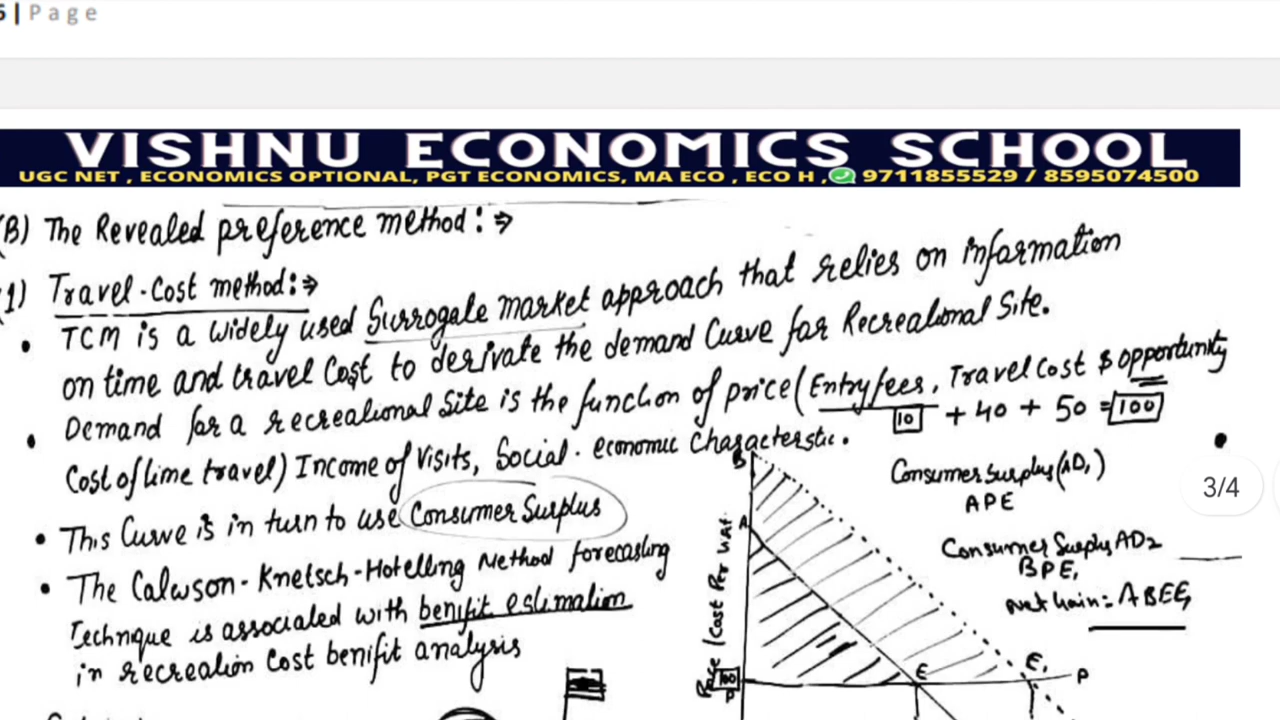 5 | Page
VISHNU ECONOMICS SCHOOL
UGC NET , ECONOMICS OPTIONAL, PGT ECONOMICS, MA ECO , ECO H , 9711855529 / 8595074500
(B) The Revealed preference method :⇒
1) Travel-Cost method :⇒
• TCM is a widely used Surrogate market approach that relies on information
on time and travel Cost to derivate the demand Curve for Recreational Site.
• Demand for a recreational Site is the function of price (Entry fees, Travel cost $ opportunity
10 + 40 + 50 = 100
Cost of time travel) Income of Visits, Social-economic Characterstic.
• This Curve is in turn to use Consumer Surplus
• The Calwson-Knetsch-Hotelling Method forecasting
Technique is associated with benifit estimation
in recreation Cost benifit analysis
Consumer Surplus (AD1)
APE
Consumer Surplus AD2
BPE1
net Gain = ABEE1
B
A
Cost Per
100
P
E
E1
P
3/4